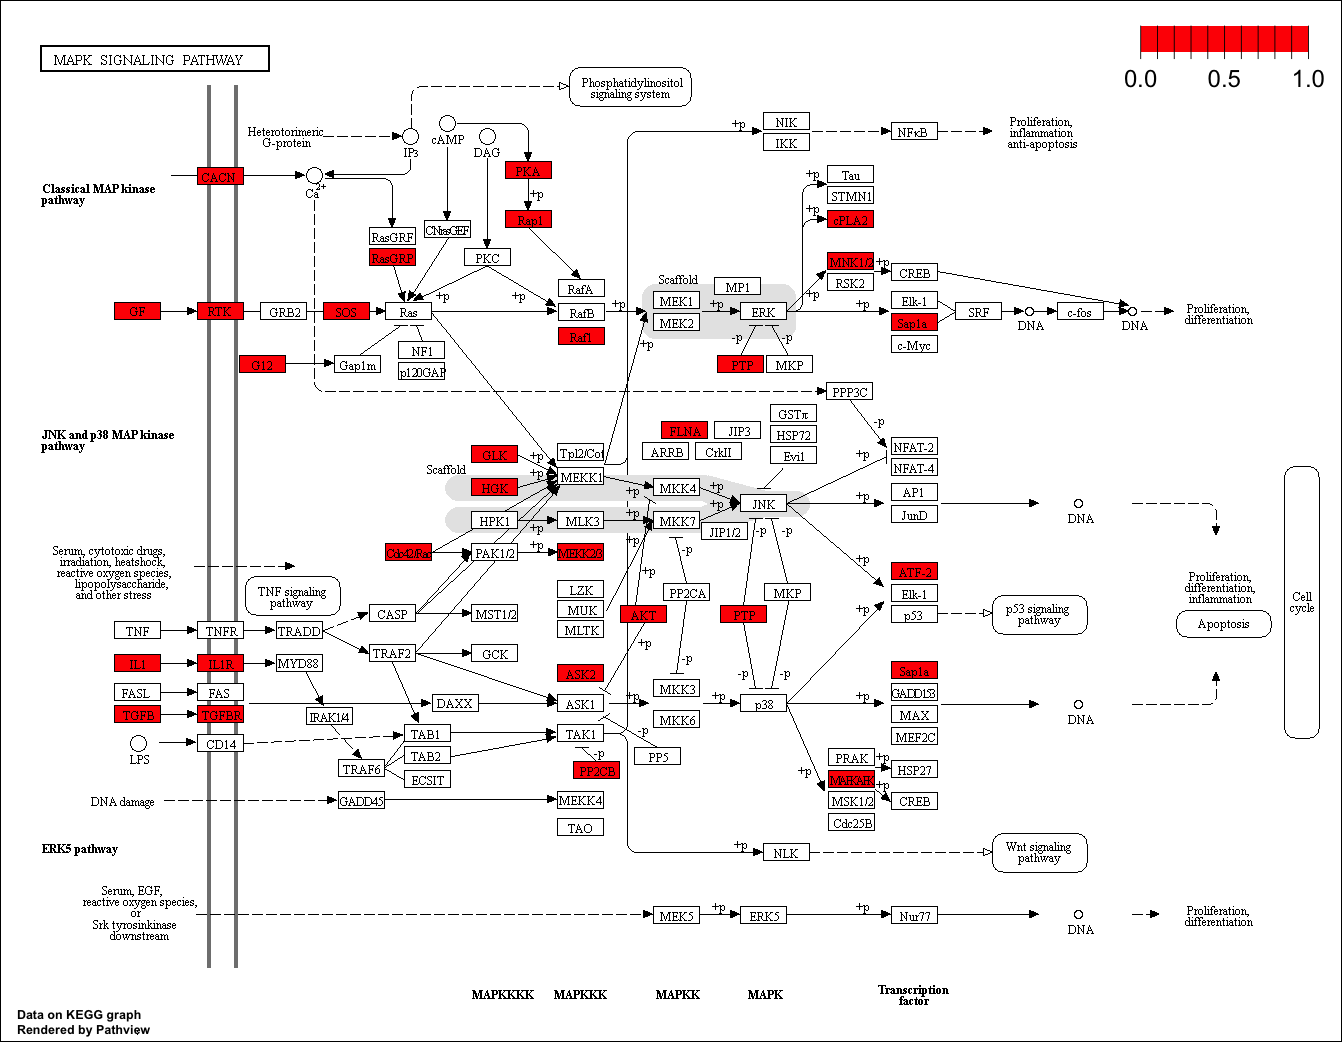 MAPK SIGNALING PATHWAY
0.0 0.5 1.0
Phosphatidylinositol
signaling system
Heterotorimeric
G-protein
IP3
cAMP
DAG
+p
NIK
IKK
NFκB
Proliferation,
inflammation
anti-apoptosis
Classical MAP kinase
pathway
CACN
Ca2+
PKA
+p
Rap1
RasGRF
RasGRP
CNrasGEF
PKC
RafA
RafB
Raf1
+p
Tau
STMN1
+p
cPLA2
Scaffold
MP1
MEK1
MEK2
+p
ERK
MNK1/2
RSK2
+p
+p
CREB
GF
RTK
GRB2
SOS
Ras
+p
+p
+p
+p
Elk-1
Sap1a
c-Myc
SRF
DNA
c-fos
DNA
Proliferation,
differentiation
G12
Gap1m
NF1
p120GAP
+p
-p
-p
PTP
MKP
PPP3C
-p
JNK and p38 MAP kinase
pathway
GLK
HGK
Scaffold
+p
+p
Tpl2/Cot
MEKK1
+p
FLNA
JIP3
ARRB
CrkII
GSTπ
HSP72
Evi1
+p
NFAT-2
NFAT-4
MKK4
+p
JNK
+p
AP1
JunD
DNA
HPK1
+p
MLK3
+p
MKK7
+p
JIP1/2
Cdc42/Rac
PAK1/2
+p
MEKK2/3
+p
-p
-p
-p
+p
Serum, cytotoxic drugs,
irradiation, heatshock,
reactive oxygen species,
lipopolysaccharide,
and other stress
TNF signaling
pathway
CASP
MST1/2
LZK
MUK
MLTK
+p
AKT
PP2CA
PTP
MKP
ATF-2
Elk-1
p53
+p
p53 signaling
pathway
Proliferation,
differentiation,
inflammation
Apoptosis
Cell
cycle
TNF
TNFR
TRADD
TRAF2
GCK
+p
-p
-p
-p
IL1
IL1R
MYD88
ASK2
Sap1a
GADD153
MAX
MEF2C
FASL
FAS
DAXX
ASK1
+p
MKK3
MKK6
+p
p38
+p
DNA
TGFB
TGFBR
IRAK1/4
TAB1
TAK1
-p
PP5
LPS
CD14
TRAF6
TAB2
ECSIT
-p
PP2CB
+p
PRAK
MAPKAPK
MSK1/2
Cdc25B
+p
+p
HSP27
CREB
DNA damage
GADD45
MEKK4
TAO
ERK5 pathway
+p
NLK
Wnt signaling
pathway
Serum, EGF,
reactive oxygen species,
or
Srk tyrosinkinase
downstream
MEK5
+p
ERK5
+p
Nur77
DNA
Proliferation,
differentiation
MAPKKKK
MAPKKK
MAPKK
MAPK
Transcription
factor
Data on KEGG graph
Rendered by Pathview